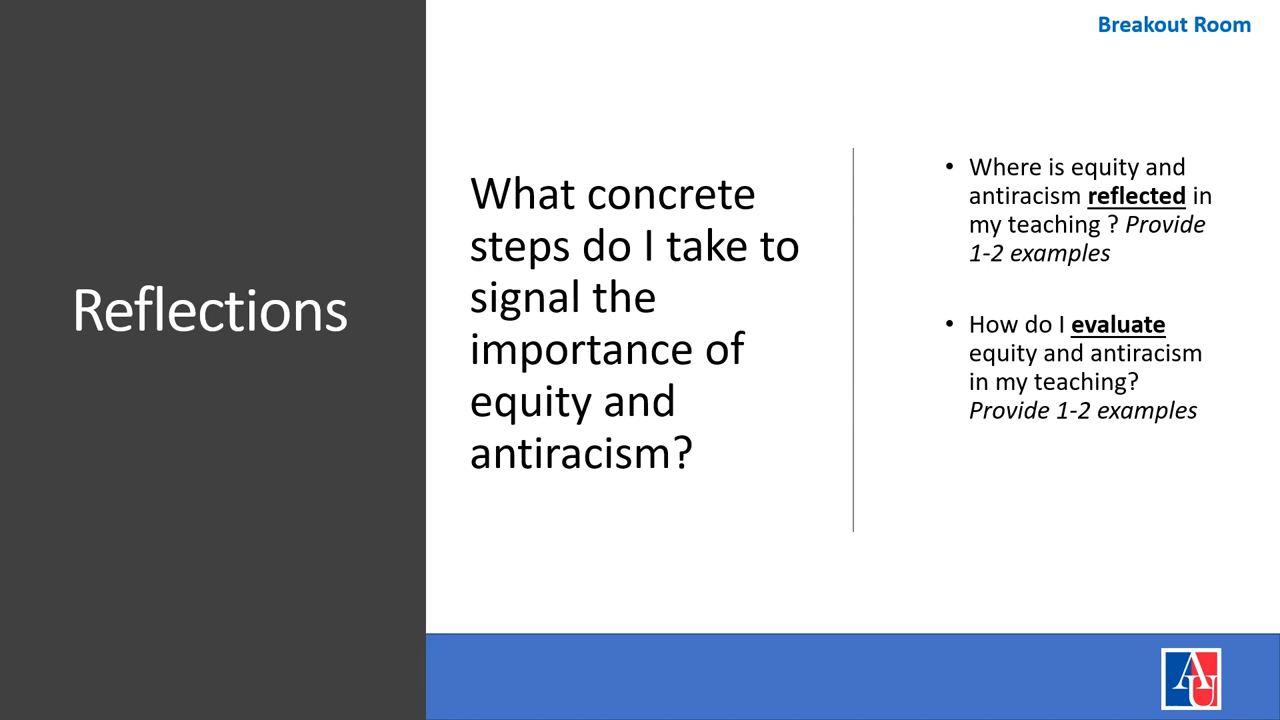 Breakout Room
Reflections
What concrete
steps do I take to
signal the
importance of
equity and
antiracism?
• Where is equity and
antiracism reflected in
my teaching ? Provide
1-2 examples
• How do I evaluate
equity and antiracism
in my teaching?
Provide 1-2 examples
AU